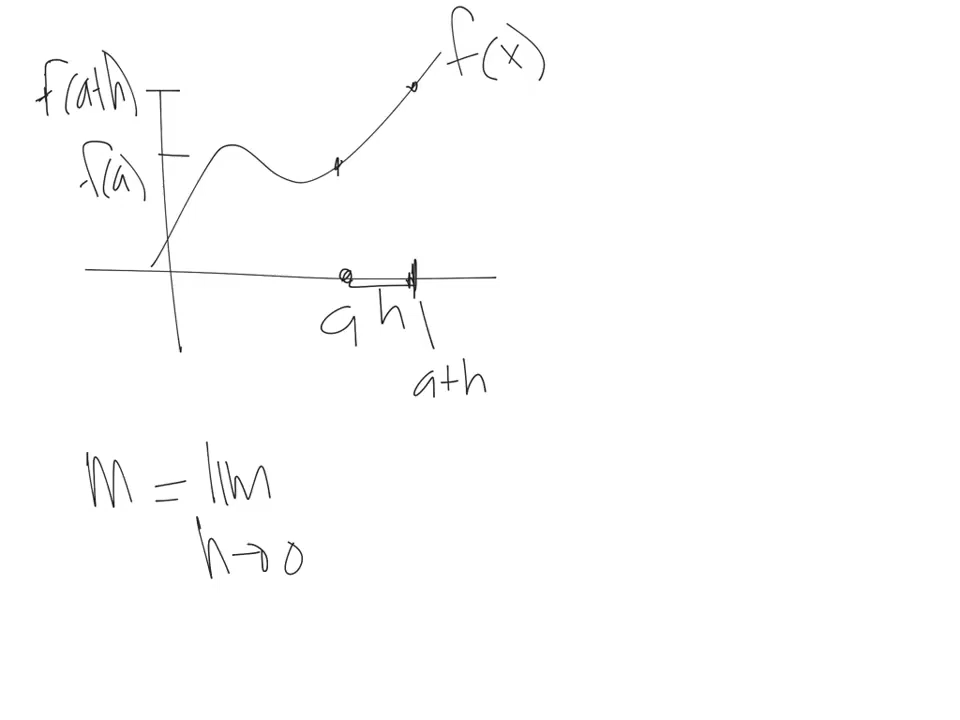 f(x)
f(a+h)
f(a)
a h
a+h
m = lim
h→0